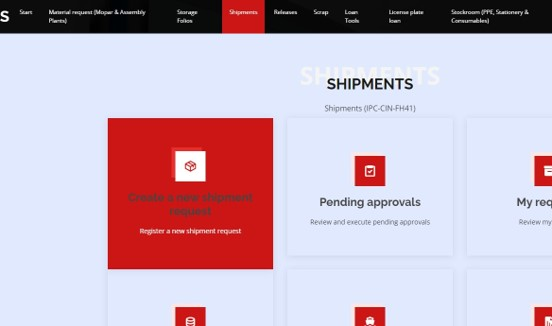 S
Start
Material request (Mopar & Assembly
Plants)
Storage
Folios
Shipments
Releases
Scrap
Loan
Tools
License plate
loan
Stockroom (PPE, Stationery &
Consumables)
SHIPMENTS
SHIPMENTS
Shipments (IPC-CIN-FH41)
Create a new shipment
request
Register a new shipment request
Pending approvals
Review and execute pending approvals
My req
Review my